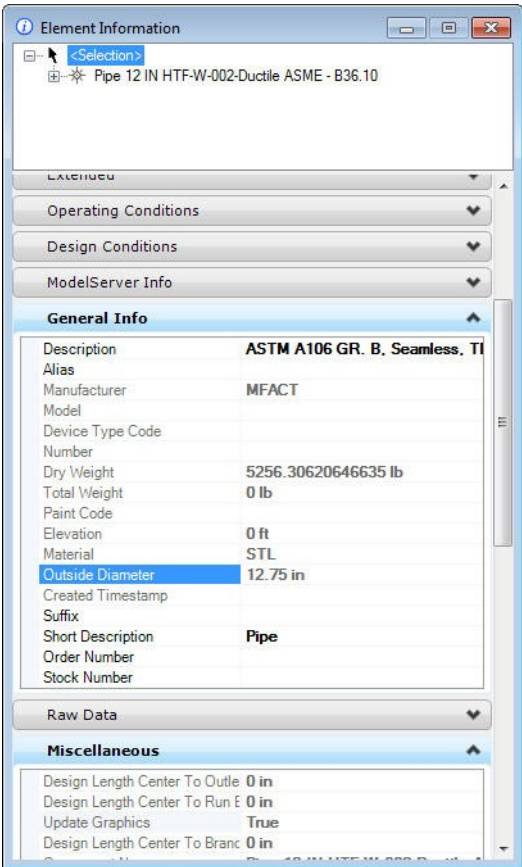 Element Information
<Selection>
Pipe 12 IN HTF-W-002-Ductile ASME - B36.10
Extended
Operating Conditions
Design Conditions
ModelServer Info
General Info
Description ASTM A106 GR. B, Seamless, Tl
Alias
Manufacturer MFACT
Model
Device Type Code
Number
Dry Weight 5256.30620646635 lb
Total Weight 0 lb
Paint Code
Elevation 0 ft
Material STL
Outside Diameter 12.75 in
Created Timestamp
Suffix
Short Description Pipe
Order Number
Stock Number
Raw Data
Miscellaneous
Design Length Center To Outle 0 in
Design Length Center To Run E 0 in
Update Graphics True
Design Length Center To Branc 0 in